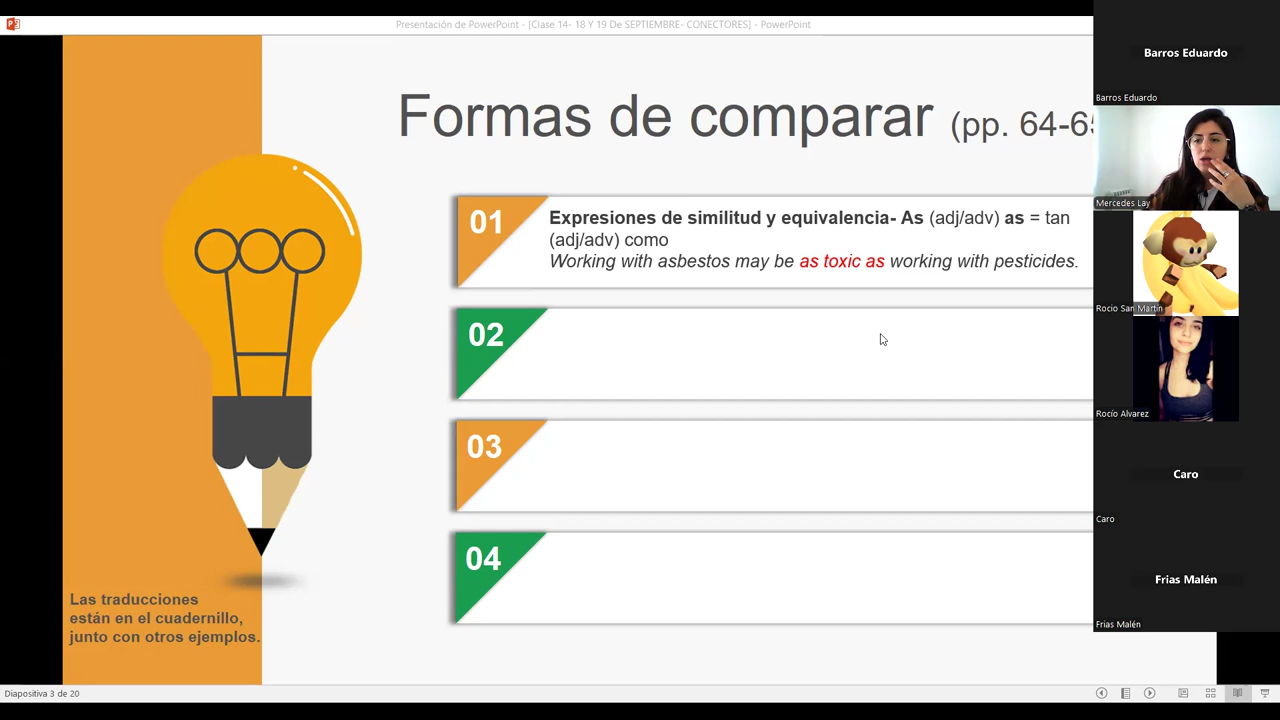 Presentación de PowerPoint - [Clase 14- 18 Y 19 De SEPTIEMBRE- CONECTORES] - PowerPoint
Formas de comparar (pp. 64-65
01
Expresiones de similitud y equivalencia- As (adj/adv) as = tan
(adj/adv) como
Working with asbestos may be as toxic as working with pesticides.
02
03
04
Las traducciones
están en el cuadernillo,
junto con otros ejemplos.
Diapositiva 3 de 20
Barros Eduardo
Barros Eduardo
Mercedes Lay
Rocio San Martín
Rocío Alvarez
Caro
Caro
Frias Malén
Frias Malén